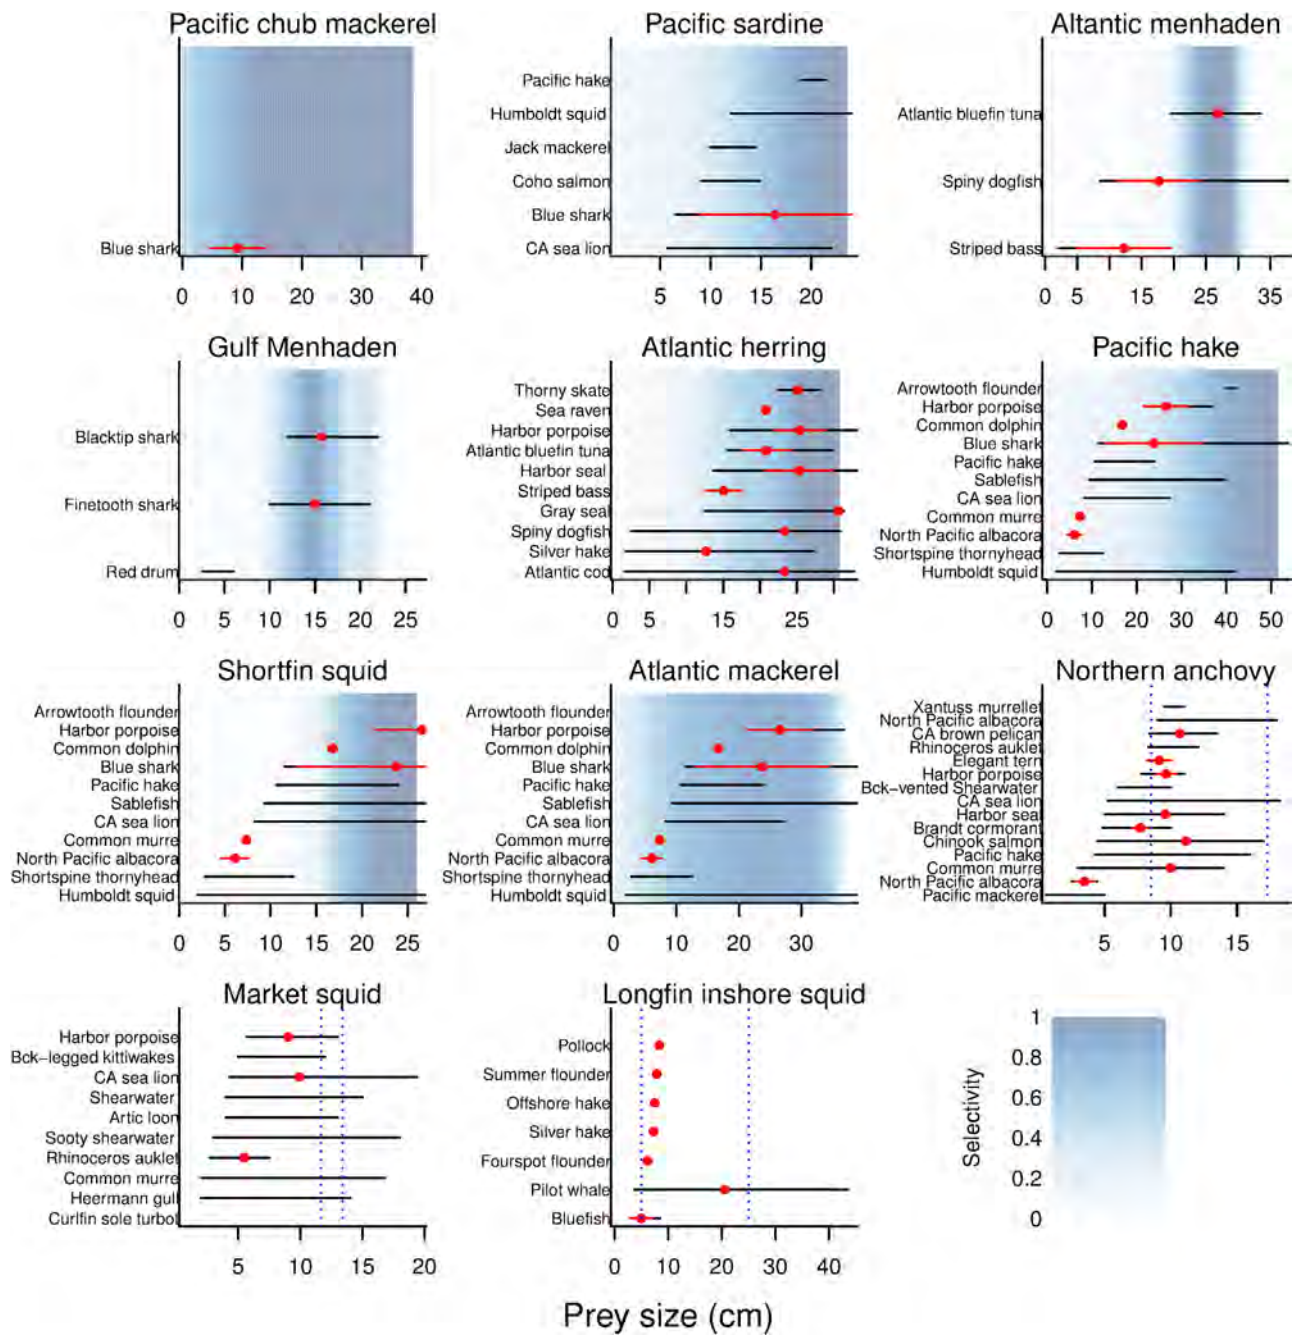 Pacific chub mackerel
Blue shark
0 10 20 30 40
Pacific sardine
Pacific hake
Humboldt squid
Jack mackerel
Coho salmon
Blue shark
CA sea lion
5 10 15 20
Altantic menhaden
Atlantic bluefin tuna
Spiny dogfish
Striped bass
0 5 15 25 35
Gulf Menhaden
Blacktip shark
Finetooth shark
Red drum
0 5 10 15 20 25
Atlantic herring
Thorny skate
Sea raven
Harbor porpoise
Atlantic bluefin tuna
Harbor seal
Striped bass
Gray seal
Spiny dogfish
Silver hake
Atlantic cod
5 15 25
Pacific hake
Arrowtooth flounder
Harbor porpoise
Common dolphin
Blue shark
Pacific hake
Sablefish
CA sea lion
Common murre
North Pacific albacora
Shortspine thornyhead
Humboldt squid
0 10 20 30 40 50
Shortfin squid
Arrowtooth flounder
Harbor porpoise
Common dolphin
Blue shark
Pacific hake
Sablefish
CA sea lion
Common murre
North Pacific albacora
Shortspine thornyhead
Humboldt squid
0 5 10 15 20 25
Atlantic mackerel
Arrowtooth flounder
Harbor porpoise
Common dolphin
Blue shark
Pacific hake
Sablefish
CA sea lion
Common murre
North Pacific albacora
Shortspine thornyhead
Humboldt squid
0 10 20 30
Northern anchovy
Xantuss murrellet
North Pacific albacora
CA brown pelican
Rhinoceros auklet
Elegant tern
Harbor porpoise
Bck-vented Shearwater
CA sea lion
Harbor seal
Brandt cormorant
Chinook salmon
Pacific hake
Common murre
North Pacific albacora
Pacific mackerel
5 10 15
Market squid
Harbor porpoise
Bck-legged kittiwakes
CA sea lion
Shearwater
Artic loon
Sooty shearwater
Rhinoceros auklet
Common murre
Heermann gull
Curlfin sole turbot
5 10 15 20
Longfin inshore squid
Pollock
Summer flounder
Offshore hake
Silver hake
Fourspot flounder
Pilot whale
Bluefish
0 10 20 30 40
Selectivity
1
0.8
0.6
0.4
0.2
0
Prey size (cm)